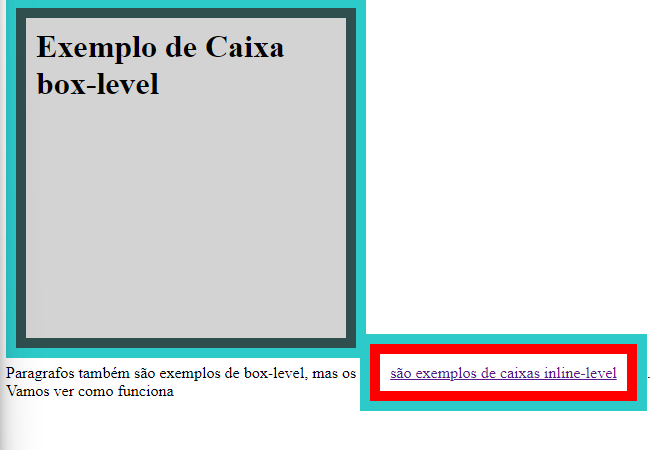 Exemplo de Caixa
box-level
Paragrafos também são exemplos de box-level, mas os são exemplos de caixas inline-level .
Vamos ver como funciona